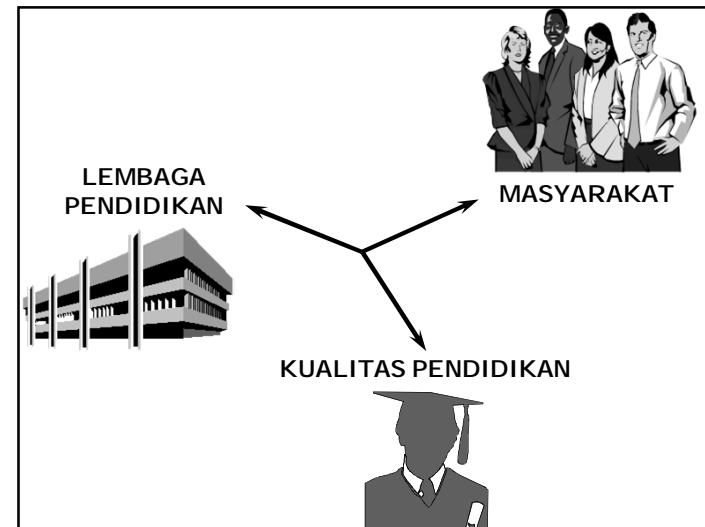 LEMBAGA
PENDIDIKAN
MASYARAKAT
KUALITAS PENDIDIKAN